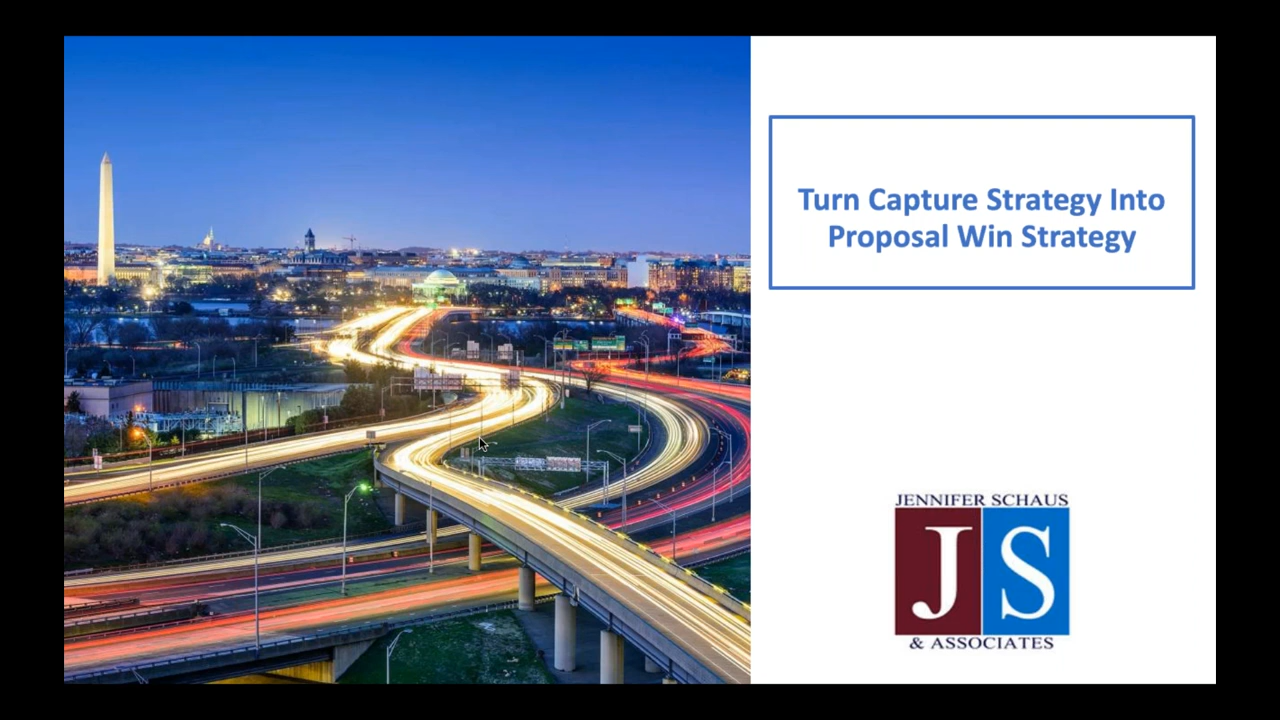 Turn Capture Strategy Into
Proposal Win Strategy
JENNIFER SCHAUS
JS
& ASSOCIATES